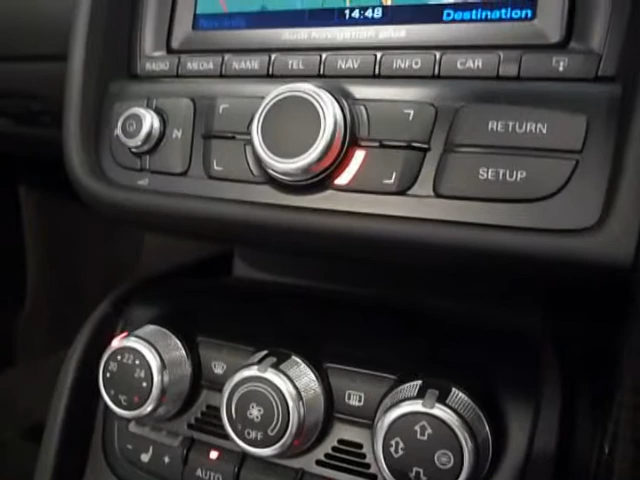 14:48 Destination
Audi Navigation plus
RADIO MEDIA NAME TEL NAV INFO CAR
N RETURN
SETUP
20 22 24
°C
OFF
- +
AUTO